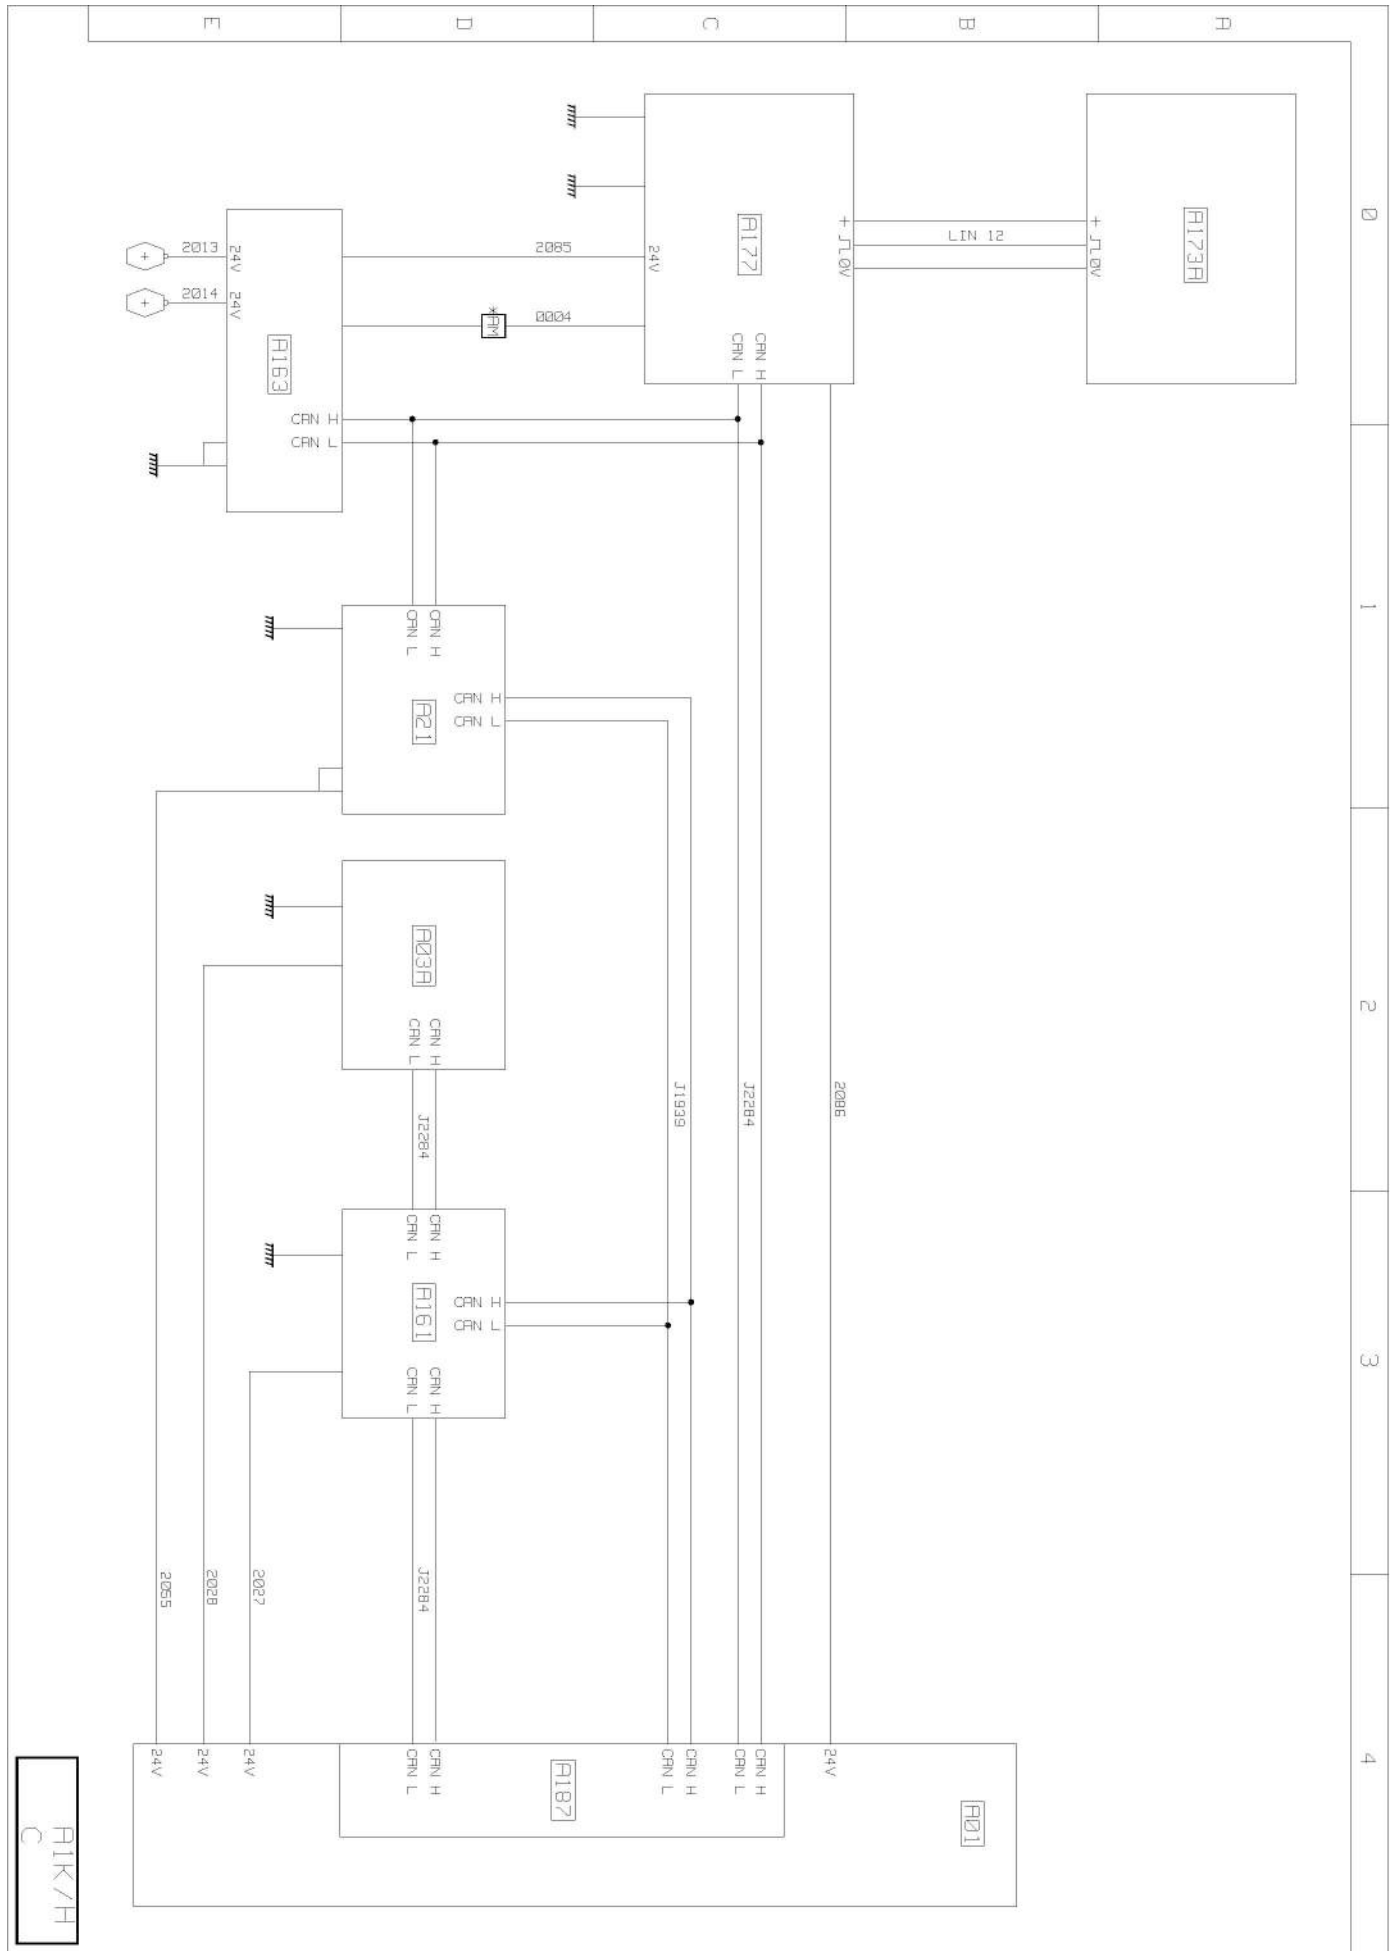 E D C B A
0
1
2
3
4
A173A
+ 0V
LIN 12
+ 0V
A177
24V
CAN L
CAN H
2085
0004
*AM
2013
2014
24V
24V
A163
CAN H
CAN L
CAN L
CAN H
A21
CAN H
CAN L
A03A
CAN L
CAN H
J2284
J1939
J2284
2086
CAN L
CAN H
A161
CAN H
CAN L
CAN L
CAN H
J2284
2065
2028
2027
24V
24V
24V
CAN L
CAN H
CAN L
CAN H
CAN L
CAN H
24V
A187
A01
A1K/H
C